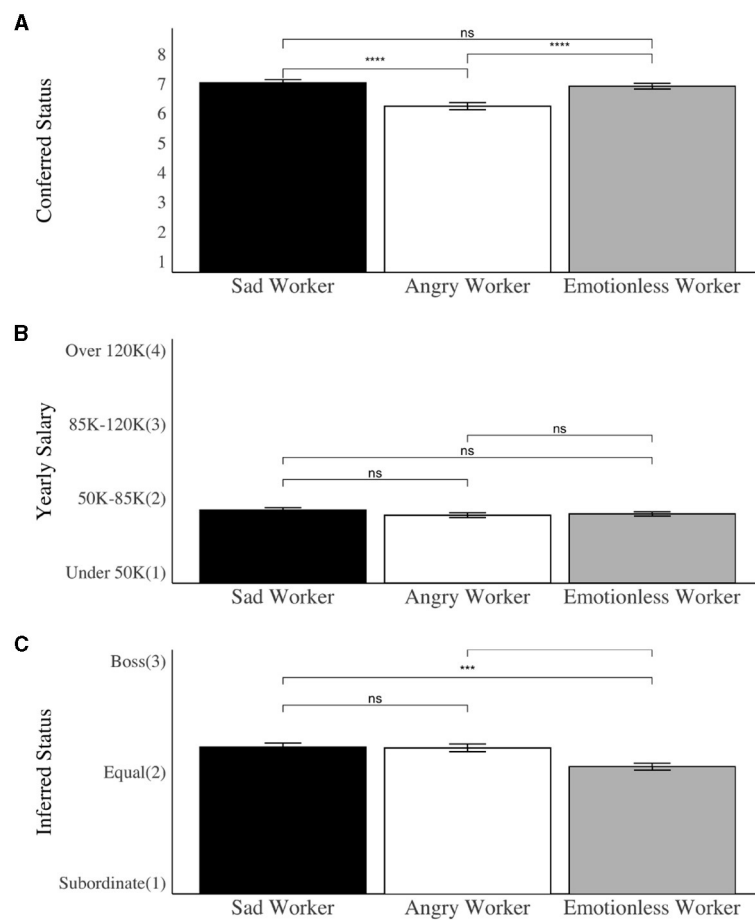 A
Conferred Status
8
7
6
5
4
3
2
1
ns
****
****
Sad Worker
Angry Worker
Emotionless Worker
B
Yearly Salary
Over 120K(4)
85K-120K(3)
50K-85K(2)
Under 50K(1)
ns
ns
ns
Sad Worker
Angry Worker
Emotionless Worker
C
Inferred Status
Boss(3)
Equal(2)
Subordinate(1)
***
ns
Sad Worker
Angry Worker
Emotionless Worker